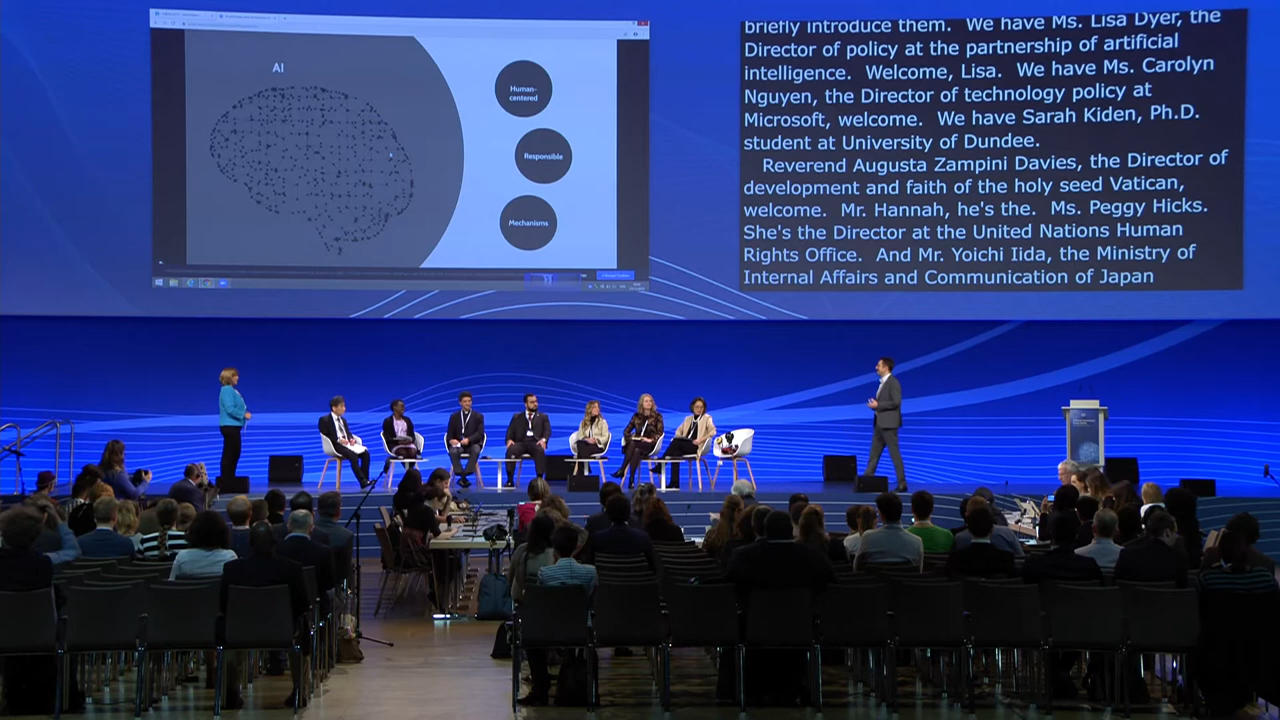 AI
Human-
centered
Responsible
Mechanisms
briefly introduce them.  We have Ms. Lisa Dyer, the
Director of policy at the partnership of artificial
intelligence.  Welcome, Lisa.  We have Ms. Carolyn
Nguyen, the Director of technology policy at
Microsoft, welcome.  We have Sarah Kiden, Ph.D.
student at University of Dundee.
Reverend Augusta Zampini Davies, the Director of
development and faith of the holy seed Vatican,
welcome.  Mr. Hannah, he's the.  Ms. Peggy Hicks.
She's the Director at the United Nations Human
Rights Office.  And Mr. Yoichi Iida, the Ministry of
Internal Affairs and Communication of Japan